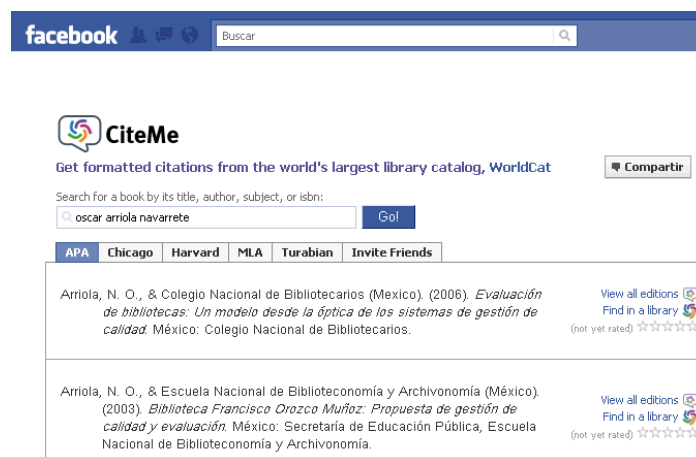 facebook
Buscar
CiteMe
Get formatted citations from the world's largest library catalog, WorldCat
Compartir
Search for a book by its title, author, subject, or isbn:
oscar arriola navarrete
Go!
APA Chicago Harvard MLA Turabian Invite Friends
Arriola, N. O., & Colegio Nacional de Bibliotecarios (Mexico). (2006). Evaluación
de bibliotecas: Un modelo desde la óptica de los sistemas de gestión de
calidad. México: Colegio Nacional de Bibliotecarios.
View all editions
Find in a library
(not yet rated)
Arriola, N. O., & Escuela Nacional de Biblioteconomía y Archivonomía (México).
(2003). Biblioteca Francisco Orozco Muñoz: Propuesta de gestión de
calidad y evaluación. México: Secretaría de Educación Pública, Escuela
Nacional de Biblioteconomía y Archivonomía.
View all editions
Find in a library
(not yet rated)